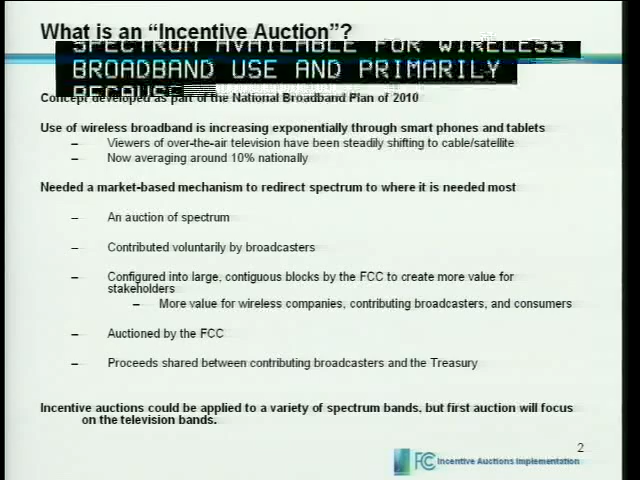 What is an “Incentive Auction”?
SPECTRUM AVAILABLE FOR WIRELESS
BROADBAND USE AND PRIMARILY
BECAUSE
Concept developed as part of the National Broadband Plan of 2010
Use of wireless broadband is increasing exponentially through smart phones and tablets
– Viewers of over-the-air television have been steadily shifting to cable/satellite
– Now averaging around 10% nationally
Needed a market-based mechanism to redirect spectrum to where it is needed most
– An auction of spectrum
– Contributed voluntarily by broadcasters
– Configured into large, contiguous blocks by the FCC to create more value for
stakeholders
– More value for wireless companies, contributing broadcasters, and consumers
– Auctioned by the FCC
– Proceeds shared between contributing broadcasters and the Treasury
Incentive auctions could be applied to a variety of spectrum bands, but first auction will focus
on the television bands.
2
FCC Incentive Auctions Implementation